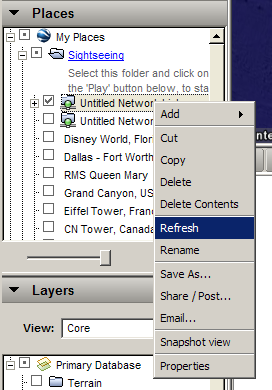 Places
My Places
Sightseeing
Select this folder and click on
the 'Play' button below, to sta
Untitled Network
Untitled Netwo
Disney World, Flori
Dallas - Fort Worth
RMS Queen Mary
Grand Canyon, US
Eiffel Tower, Franc
CN Tower, Canada
Add
Cut
Copy
Delete
Delete Contents
Refresh
Rename
Save As...
Share / Post...
Email...
Snapshot view
Properties
Layers
View: Core
Primary Database
Terrain